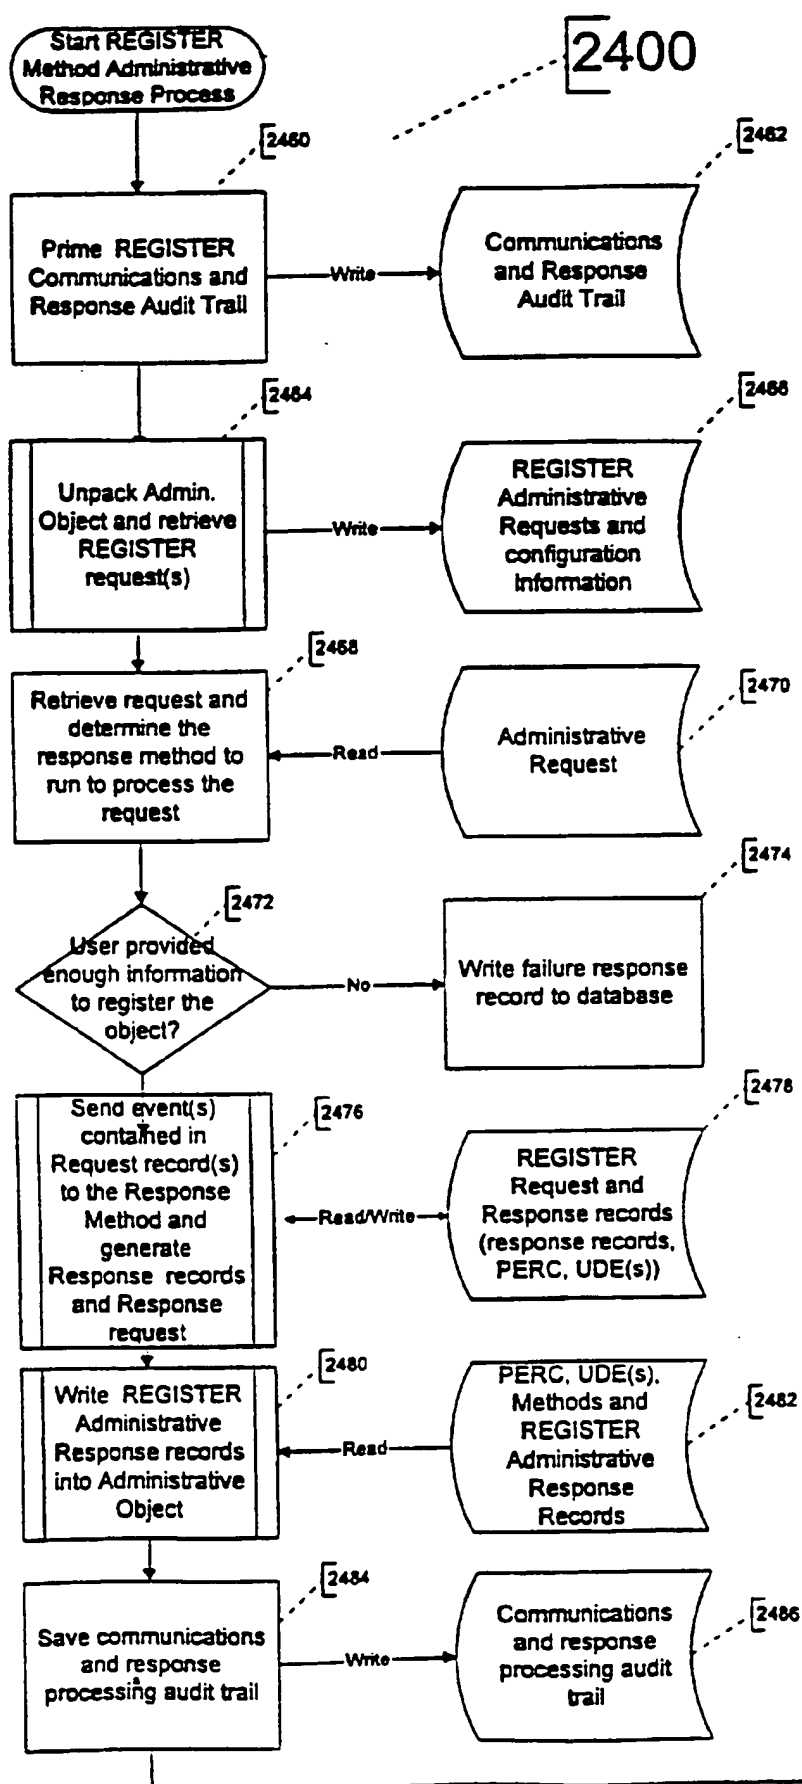 Start REGISTER
Method Administrative
Response Process
2400
2460
2462
Prime REGISTER
Communications and
Response Audit Trail
Write
Communications
and Response
Audit Trail
2464
2466
Unpack Admin.
Object and retrieve
REGISTER
request(s)
Write
REGISTER
Administrative
Requests and
configuration
Information
2468
2470
Retrieve request and
determine the
response method to
run to process the
request
Read
Administrative
Request
2472
2474
User provided
enough information
to register the
object?
No
Write failure response
record to database
2476
2478
Send event(s)
contained in
Request record(s)
to the Response
Method and
generate
Response records
and Response
request
Read/Write
REGISTER
Request and
Response records
(response records,
PERC, UDE(s))
2480
2482
Write REGISTER
Administrative
Response records
into Administrative
Object
Read
PERC, UDE(s),
Methods and
REGISTER
Administrative
Response
Records
2484
2486
Save communications
and response
processing audit trail
Write
Communications
and response
processing audit
trail